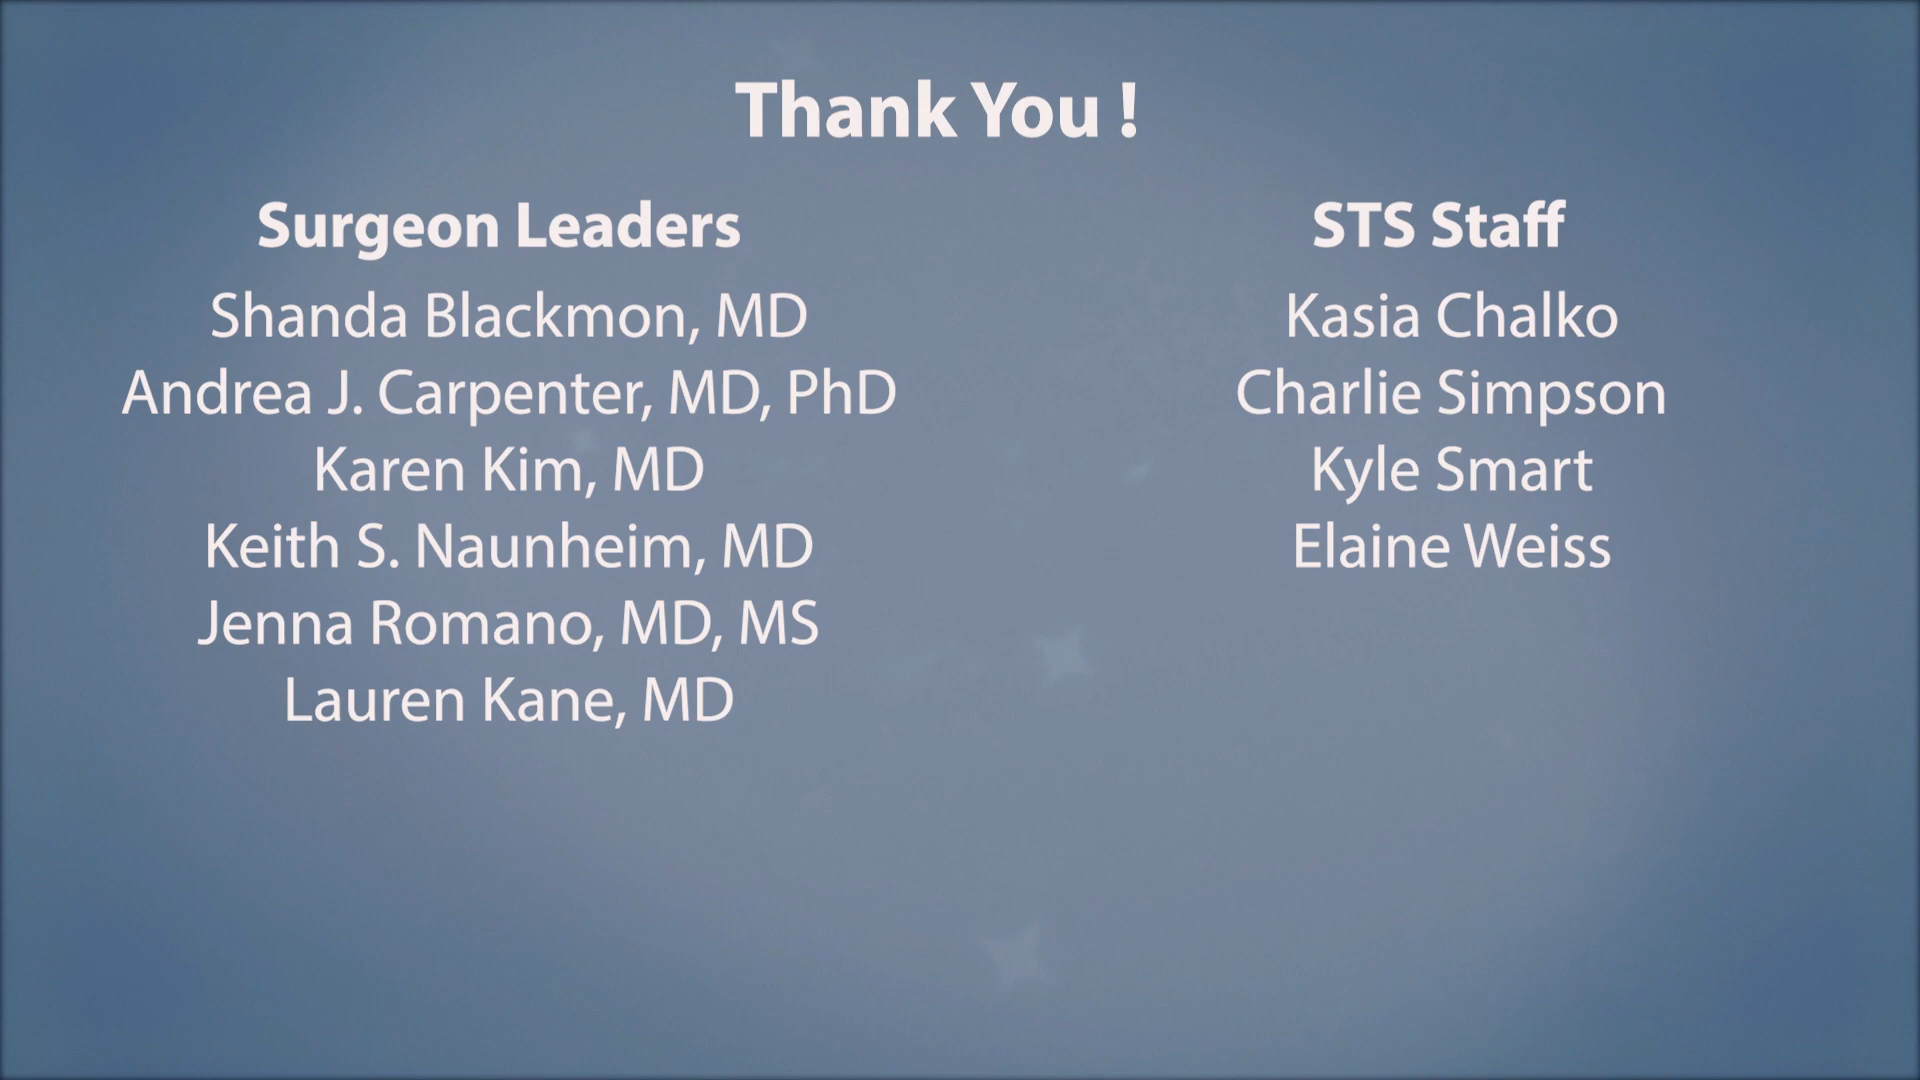 Thank You !
Surgeon Leaders
Shanda Blackmon, MD
Andrea J. Carpenter, MD, PhD
Karen Kim, MD
Keith S. Naunheim, MD
Jenna Romano, MD, MS
Lauren Kane, MD
STS Staff
Kasia Chalko
Charlie Simpson
Kyle Smart
Elaine Weiss